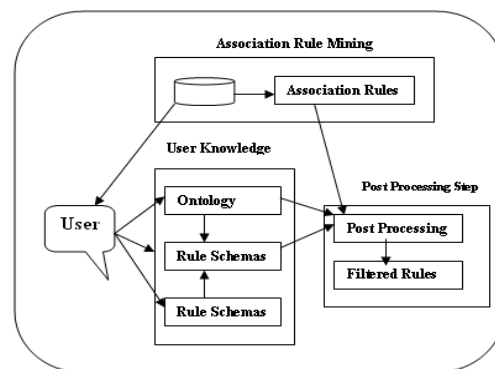 Association Rule Mining
Association Rules
User Knowledge
Post Processing Step
User
Ontology
Post Processing
Rule Schemas
Filtered Rules
Rule Schemas